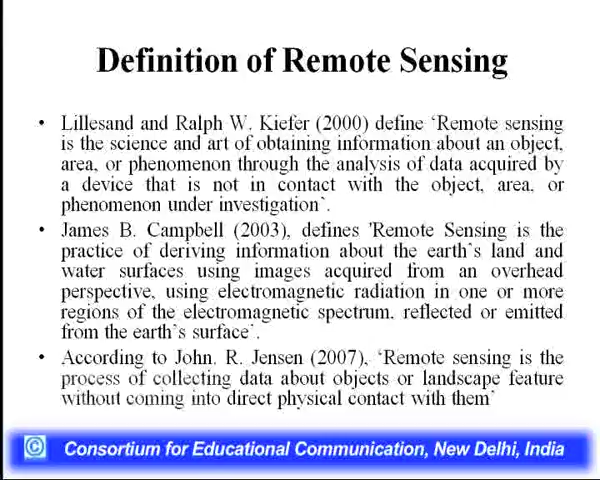 Definition of Remote Sensing
• Lillesand and Ralph W. Kiefer (2000) define ‘Remote sensing
is the science and art of obtaining information about an object,
area, or phenomenon through the analysis of data acquired by
a device that is not in contact with the object, area, or
phenomenon under investigation’.
• James B. Campbell (2003), defines 'Remote Sensing is the
practice of deriving information about the earth’s land and
water surfaces using images acquired from an overhead
perspective, using electromagnetic radiation in one or more
regions of the electromagnetic spectrum, reflected or emitted
from the earth’s surface’.
• According to John. R. Jensen (2007), ‘Remote sensing is the
process of collecting data about objects or landscape feature
without coming into direct physical contact with them’
© Consortium for Educational Communication, New Delhi, India